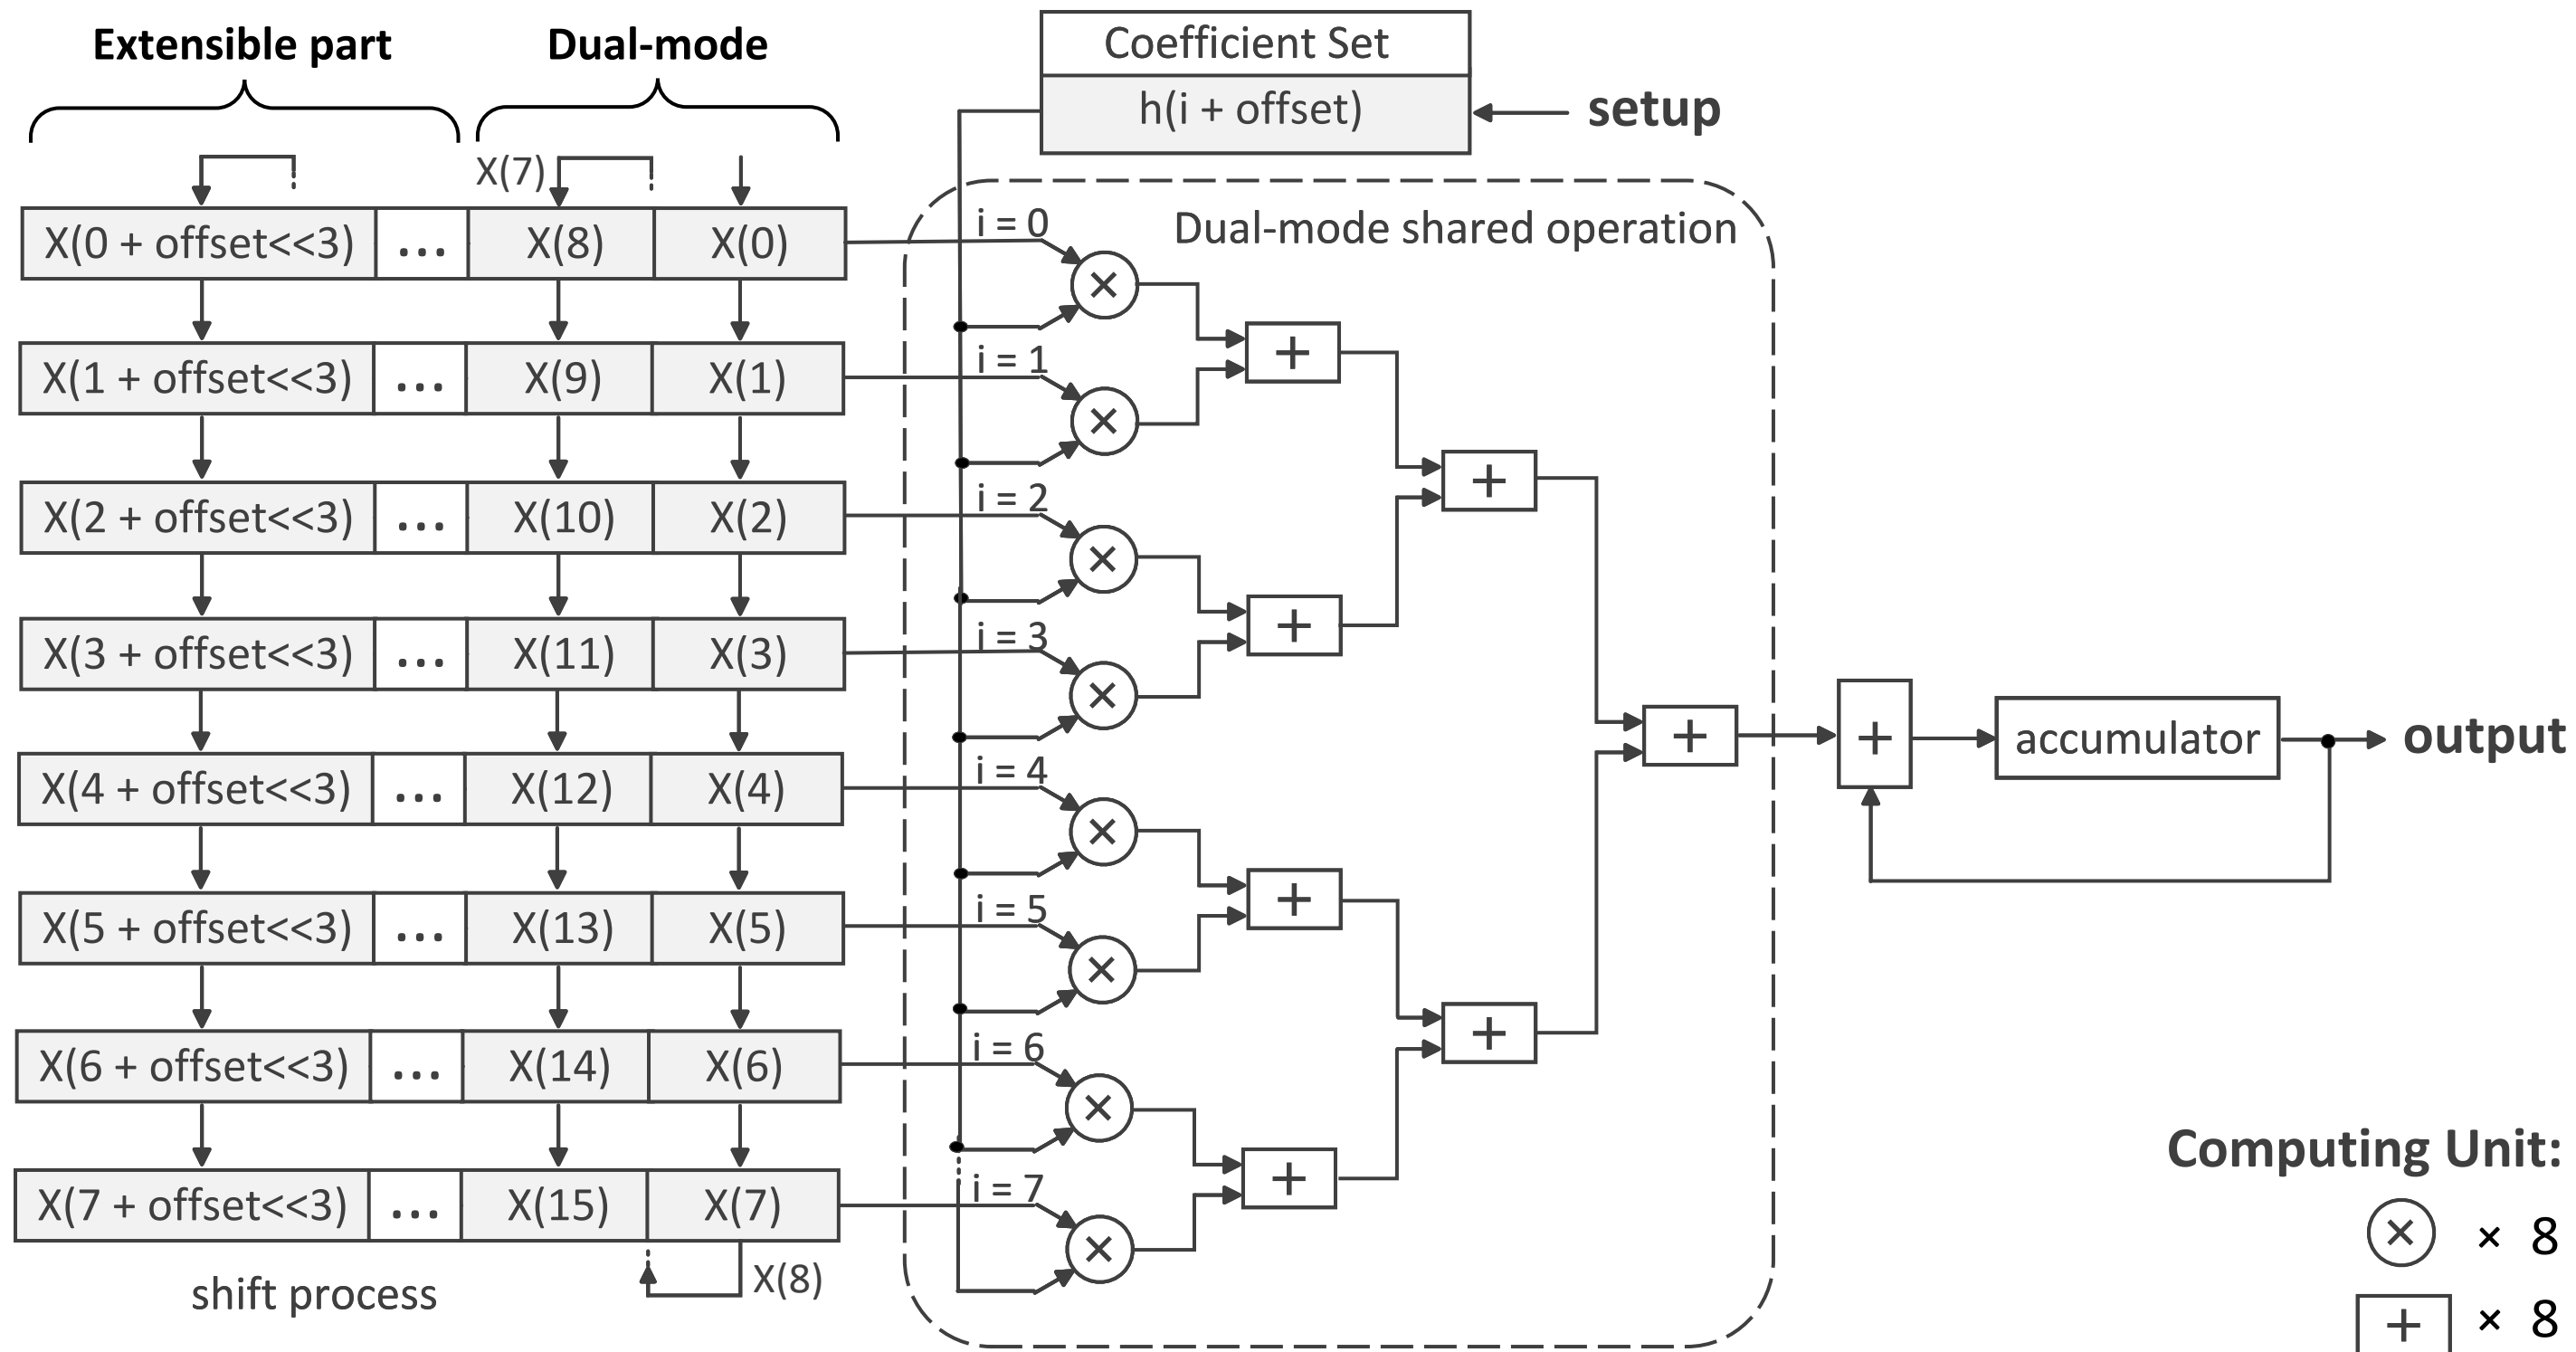 Extensible part
Dual-mode
Coefficient Set
h(i + offset)
setup
X(7)
Dual-mode shared operation
X(0 + offset<<3) ... X(8) X(0)
i = 0
×
+
X(1 + offset<<3) ... X(9) X(1)
i = 1
×
+
X(2 + offset<<3) ... X(10) X(2)
i = 2
×
+
X(3 + offset<<3) ... X(11) X(3)
i = 3
×
+
+
accumulator
output
X(4 + offset<<3) ... X(12) X(4)
i = 4
×
+
X(5 + offset<<3) ... X(13) X(5)
i = 5
×
+
X(6 + offset<<3) ... X(14) X(6)
i = 6
×
+
X(7 + offset<<3) ... X(15) X(7)
i = 7
×
shift process
X(8)
Computing Unit:
× × 8
+ × 8